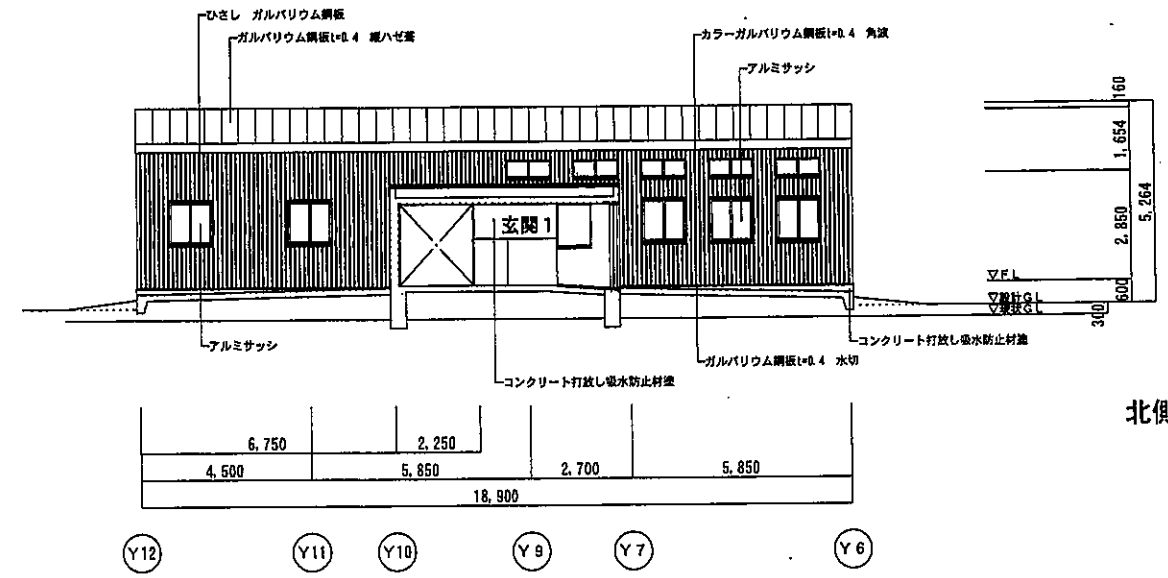 ひさし ガルバリウム鋼板
ガルバリウム鋼板t=0.4 縦ハゼ葺
カラーガルバリウム鋼板t=0.4 角波
アルミサッシ
160
1,654
5,264
2,850
玄関1
▽FL
600
▽設計GL
▽現状GL
300
アルミサッシ
コンクリート打放し吸水防止材塗
ガルバリウム鋼板t=0.4 水切
コンクリート打放し吸水防止材塗
北側
6,750
2,250
4,500
5,850
2,700
5,850
18,900
Y12
Y11
Y10
Y9
Y7
Y6